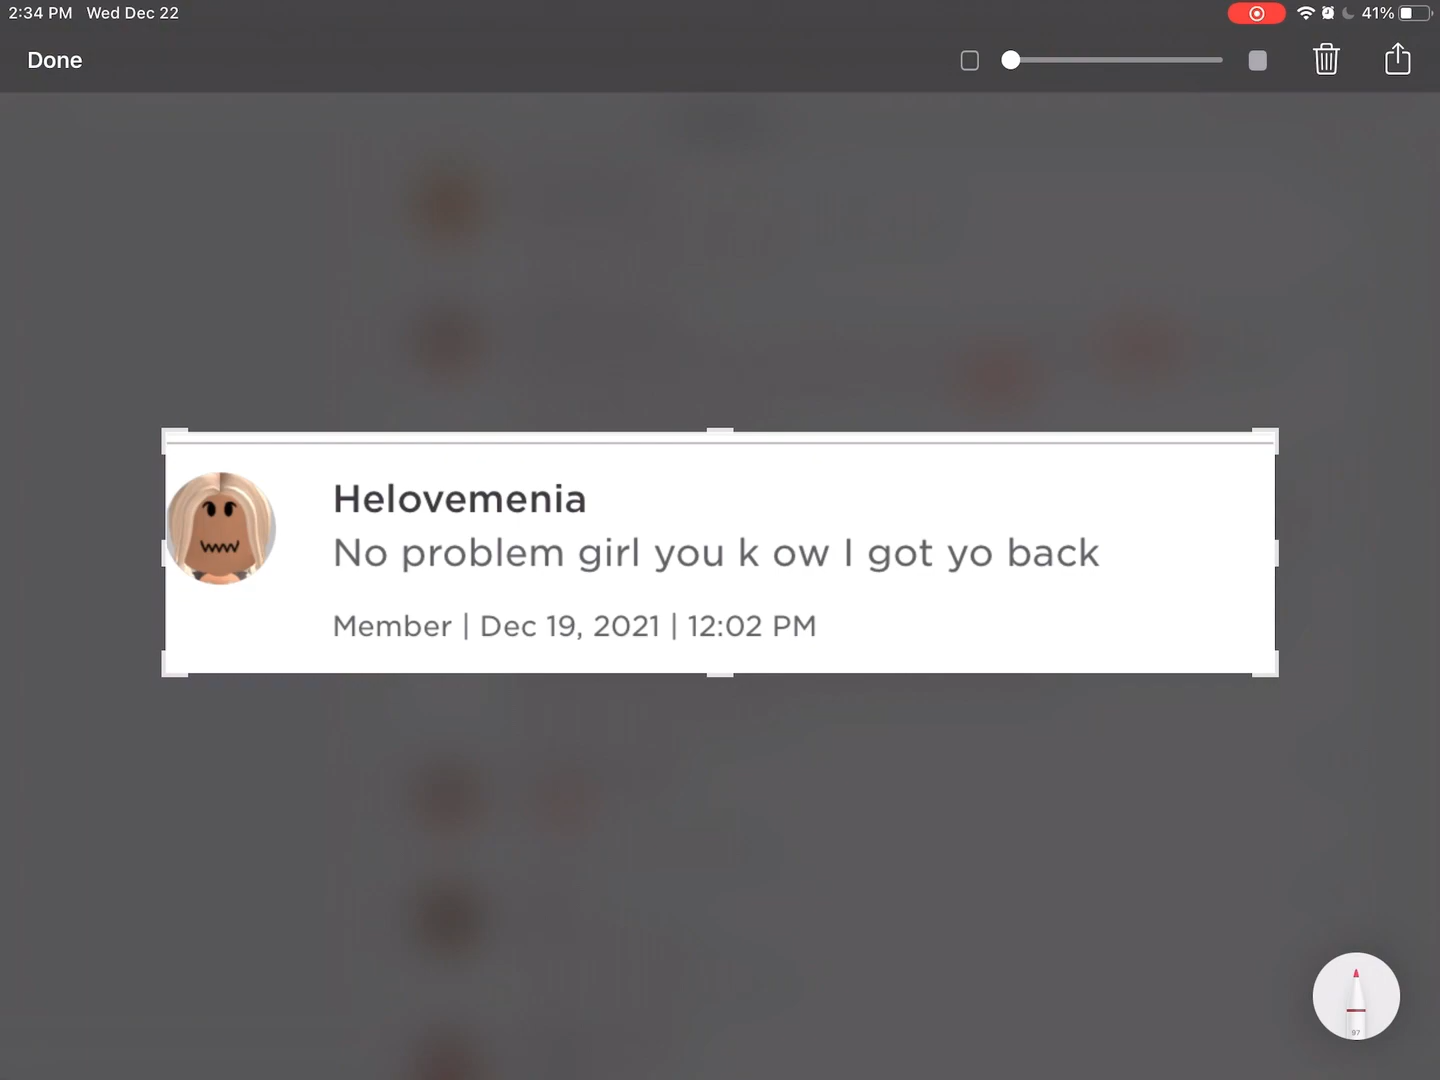 2:34 PM Wed Dec 22
41%
Done
Helovemenia
No problem girl you k ow I got yo back
Member | Dec 19, 2021 | 12:02 PM
97